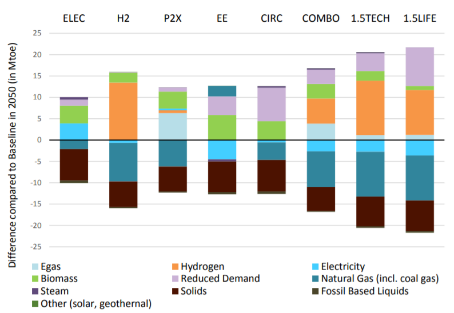 ELEC H2 P2X EE CIRC COMBO 1.5TECH 1.5LIFE
Difference compared to Baseline in 2050 (in Mtoe)
25
20
15
10
5
0
-5
-10
-15
-20
-25
Egas Hydrogen Electricity
Biomass Reduced Demand Natural Gas (incl. coal gas)
Steam Solids Fossil Based Liquids
Other (solar, geothernal)